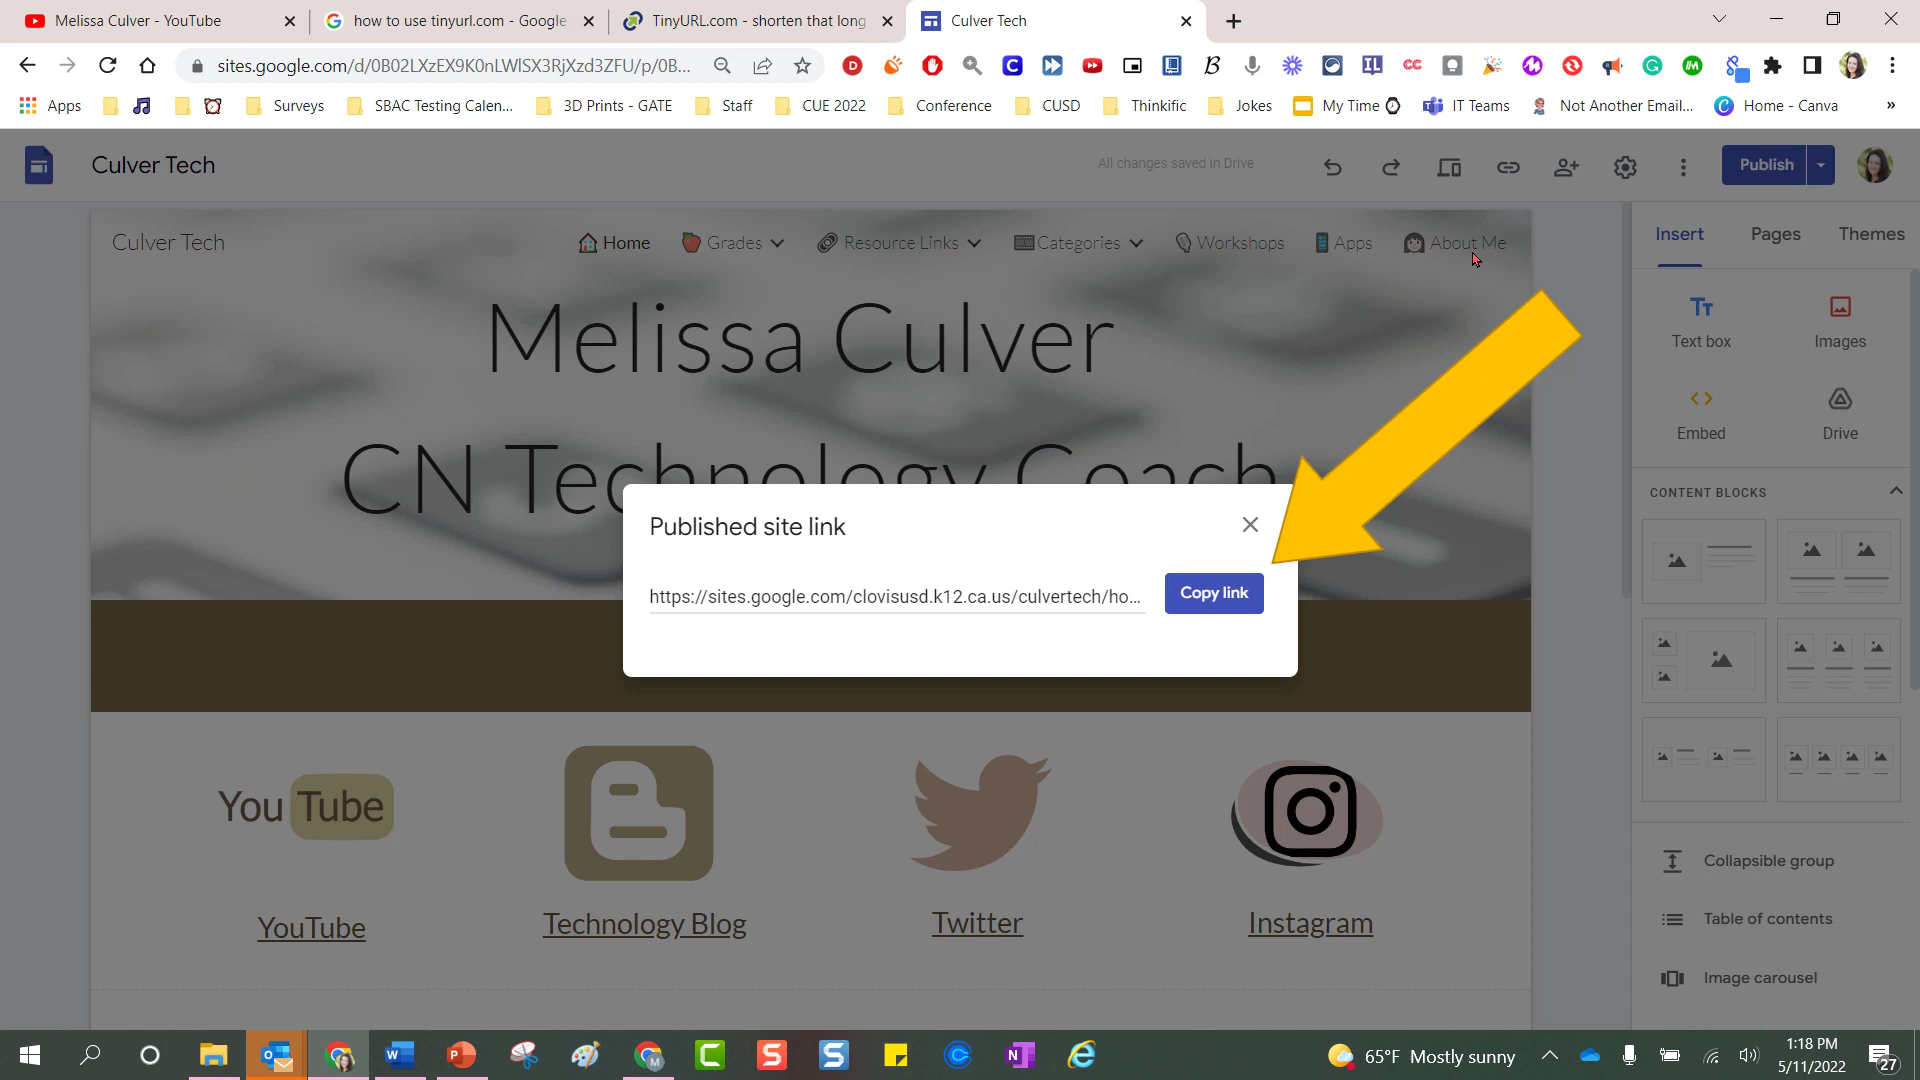 Melissa Culver - YouTube
how to use tinyurl.com - Google
TinyURL.com - shorten that long
Culver Tech
sites.google.com/d/0B02LXzEX9K0nLWlSX3RjXzd3ZFU/p/0B...
Apps
Surveys
SBAC Testing Calen...
3D Prints - GATE
Staff
CUE 2022
Conference
CUSD
Thinkific
Jokes
My Time
IT Teams
Not Another Email...
Home - Canva
»
Culver Tech
All changes saved in Drive
Publish
Culver Tech
Home
Grades
Resource Links
Categories
Workshops
Apps
About Me
Insert
Pages
Themes
Melissa Culver
CN Technology Coach
Text box
Images
Embed
Drive
CONTENT BLOCKS
Published site link
https://sites.google.com/clovisusd.k12.ca.us/culvertech/ho...
Copy link
You Tube
YouTube
Technology Blog
Twitter
Instagram
Collapsible group
Table of contents
Image carousel
65°F Mostly sunny
1:18 PM
5/11/2022
27